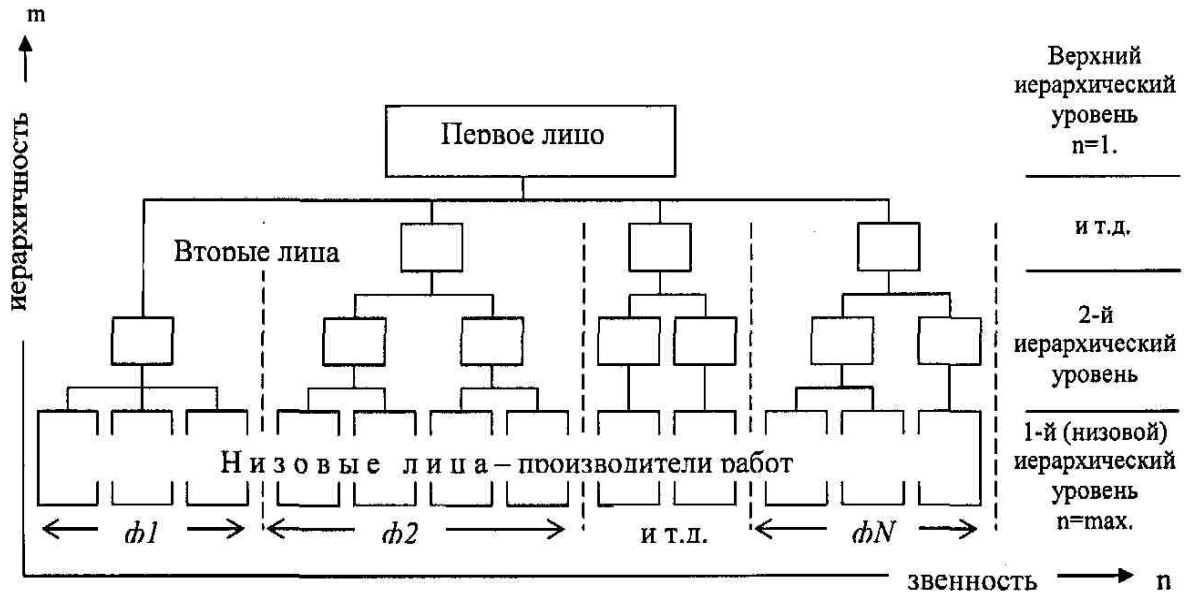 m
иерархичность
Первое лицо
Вторые лица
Низовые лица – производители работ
ф1
ф2
и т.д.
фN
звенность
n
Верхний
иерархический
уровень
n=1.
и т.д.
2-й
иерархический
уровень
1-й (низовой)
иерархический
уровень
n=max.